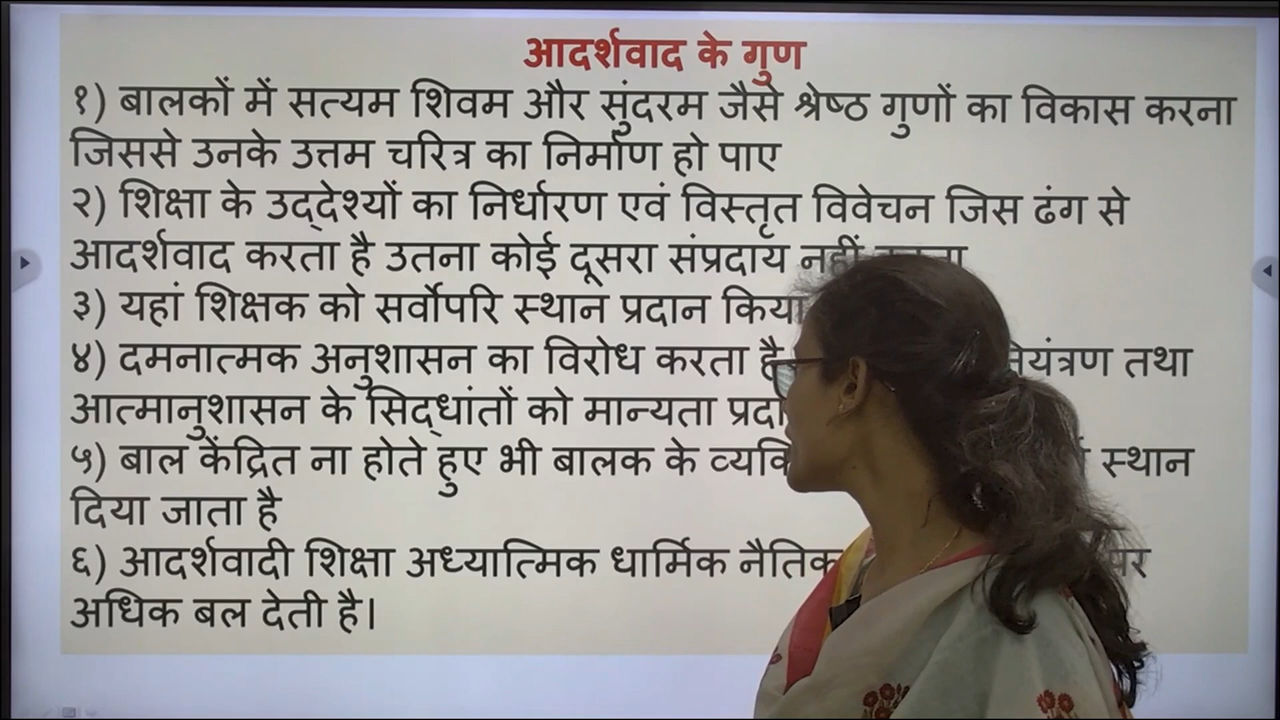 आदर्शवाद के गुण
१) बालकों में सत्यम शिवम और सुंदरम जैसे श्रेष्ठ गुणों का विकास करना
जिससे उनके उत्तम चरित्र का निर्माण हो पाए
२) शिक्षा के उद्देश्यों का निर्धारण एवं विस्तृत विवेचन जिस ढंग से
आदर्शवाद करता है उतना कोई दूसरा संप्रदाय नहीं करता
३) यहां शिक्षक को सर्वोपरि स्थान प्रदान किया
४) दमनात्मक अनुशासन का विरोध करता है नियंत्रण तथा
आत्मानुशासन के सिद्धांतों को मान्यता
५) बाल केंद्रित ना होते हुए भी बालक के स्थान
दिया जाता है
६) आदर्शवादी शिक्षा अध्यात्मिक धार्मिक नैतिक पर
अधिक बल देती है।